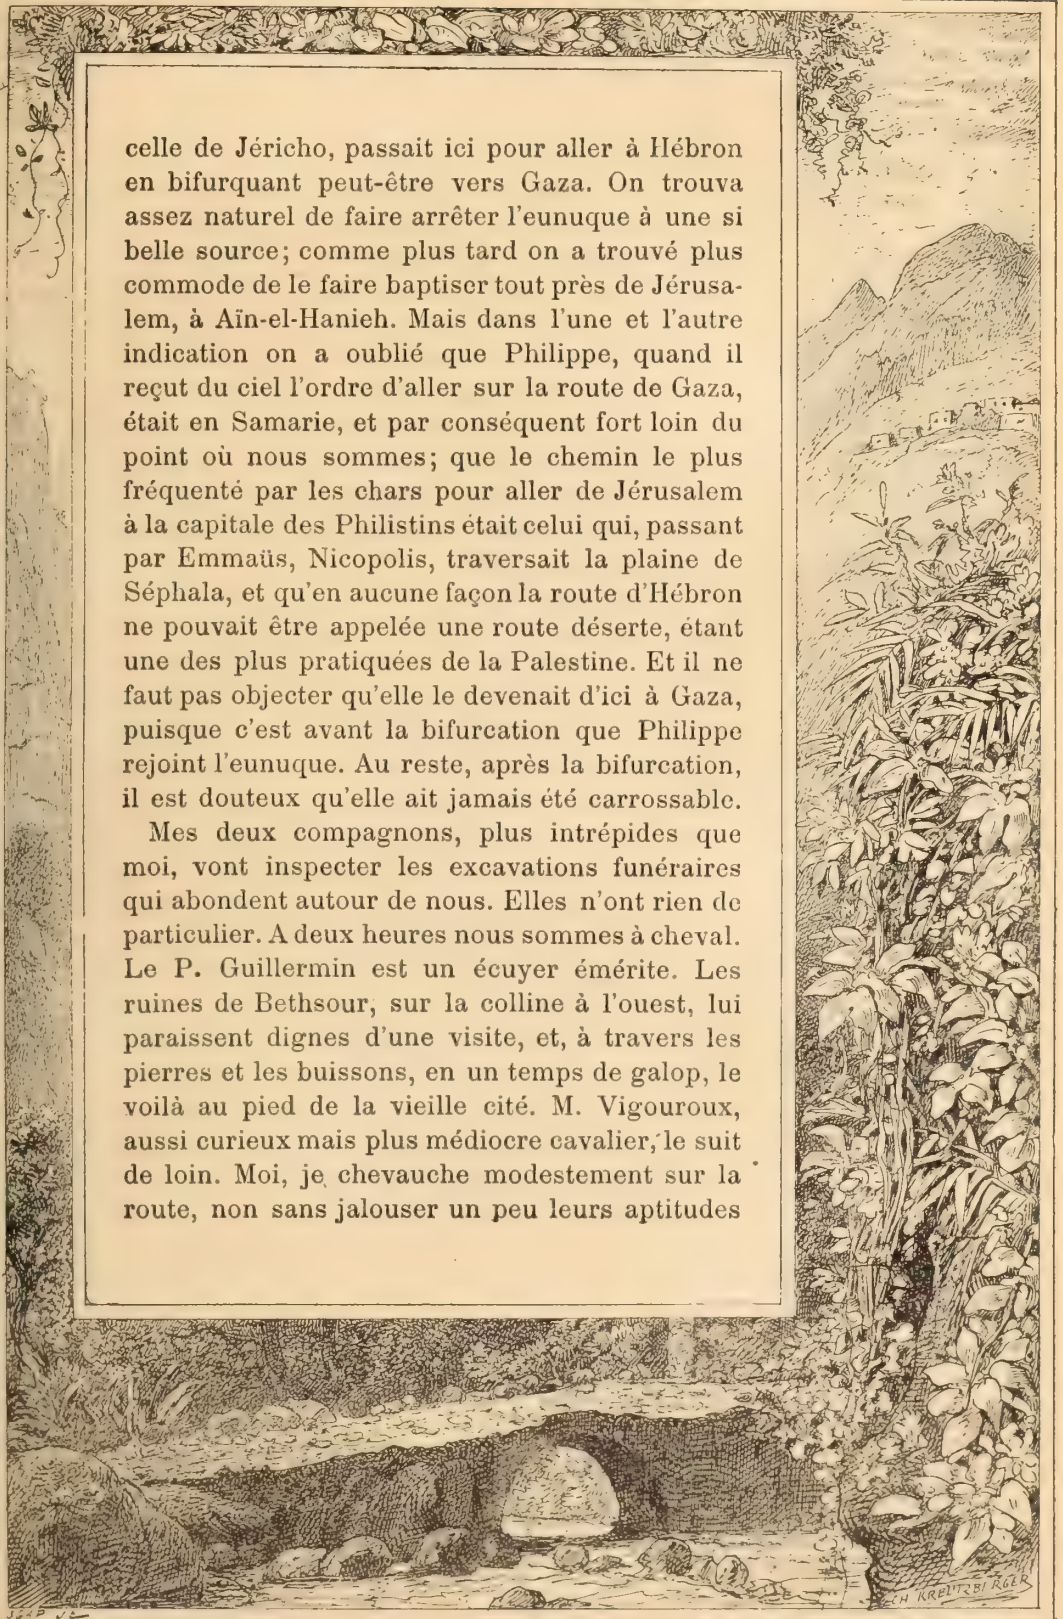 celle de Jéricho, passait ici pour aller à Hébron
en bifurquant peut-être vers Gaza. On trouva
assez naturel de faire arrêter l'eunuque à une si
belle source; comme plus tard on a trouvé plus
commode de le faire baptiser tout près de Jérusa-
lem, à Aïn-el-Hanieh. Mais dans l'une et l'autre
indication on a oublié que Philippe, quand il
reçut du ciel l'ordre d'aller sur la route de Gaza,
était en Samarie, et par conséquent fort loin du
point où nous sommes; que le chemin le plus
fréquenté par les chars pour aller de Jérusalem
à la capitale des Philistins était celui qui, passant
par Emmaüs, Nicopolis, traversait la plaine de
Séphala, et qu'en aucune façon la route d'Hébron
ne pouvait être appelée une route déserte, étant
une des plus pratiquées de la Palestine. Et il ne
faut pas objecter qu'elle le devenait d'ici à Gaza,
puisque c'est avant la bifurcation que Philippe
rejoint l'eunuque. Au reste, après la bifurcation,
il est douteux qu'elle ait jamais été carrossable.
Mes deux compagnons, plus intrépides que
moi, vont inspecter les excavations funéraires
qui abondent autour de nous. Elles n'ont rien de
particulier. A deux heures nous sommes à cheval.
Le P. Guillermin est un écuyer émérite. Les
ruines de Bethsour, sur la colline à l'ouest, lui
paraissent dignes d'une visite, et, à travers les
pierres et les buissons, en un temps de galop, le
voilà au pied de la vieille cité. M. Vigouroux,
aussi curieux mais plus médiocre cavalier, le suit
de loin. Moi, je chevauche modestement sur la
route, non sans jalouser un peu leurs aptitudes
CH KREUTZBERGER